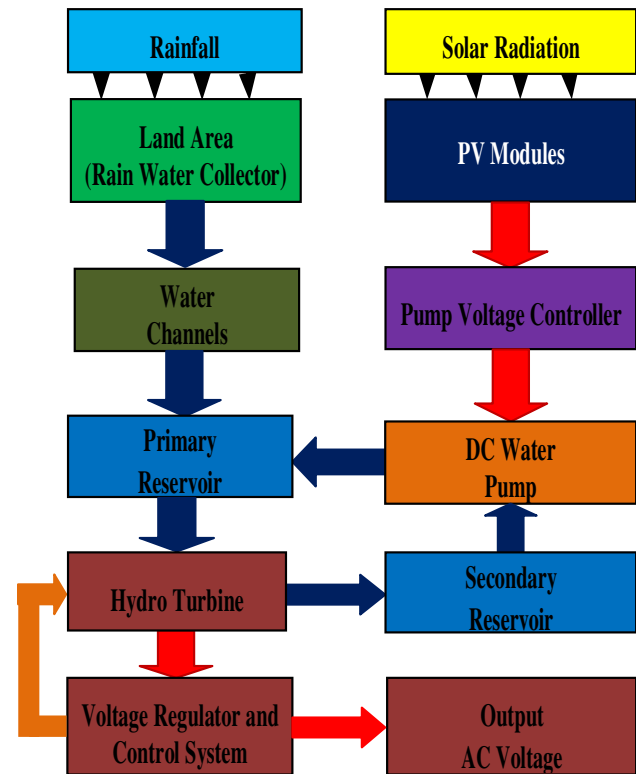 Rainfall
Solar Radiation
Land Area
(Rain Water Collector)
PV Modules
Water
Channels
Pump Voltage Controller
Primary
Reservoir
DC Water
Pump
Hydro Turbine
Secondary
Reservoir
Voltage Regulator and
Control System
Output
AC Voltage